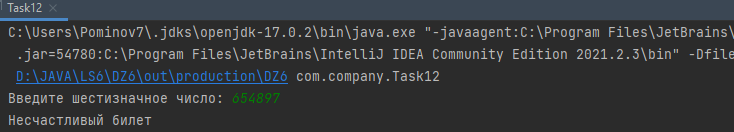 Task12
C:\Users\Pominov7\.jdks\openjdk-17.0.2\bin\java.exe "-javaagent:C:\Program Files\JetBrains\
.jar=54780:C:\Program Files\JetBrains\IntelliJ IDEA Community Edition 2021.2.3\bin" -Dfile
D:\JAVA\LS6\DZ6\out\production\DZ6 com.company.Task12
Введите шестизначное число: 654897
Несчастливый билет